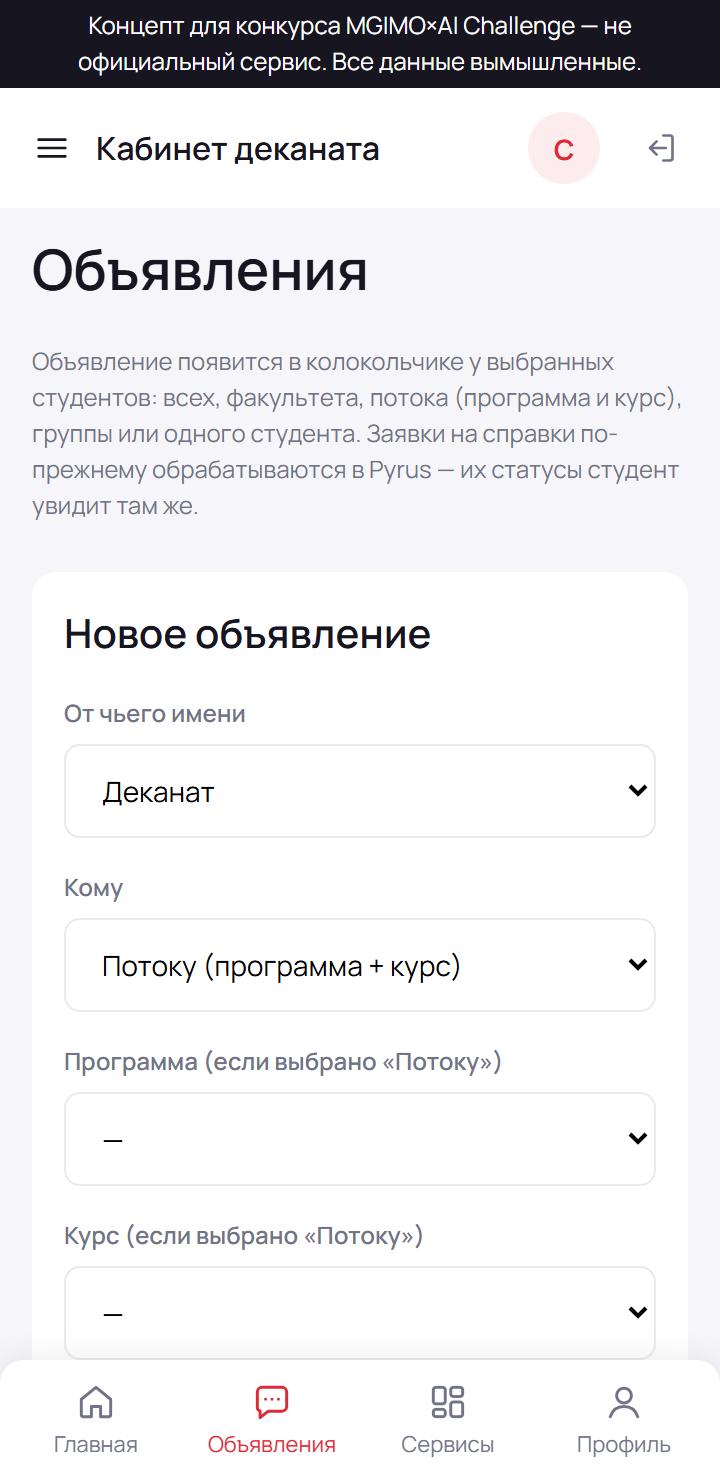 Концепт для конкурса MGIMO×AI Challenge — не
официальный сервис. Все данные вымышленные.
Кабинет деканата
С
Объявления
Объявление появится в колокольчике у выбранных
студентов: всех, факультета, потока (программа и курс),
группы или одного студента. Заявки на справки по-
прежнему обрабатываются в Pyrus — их статусы студент
увидит там же.
Новое объявление
От чьего имени
Деканат
Кому
Потоку (программа + курс)
Программа (если выбрано «Потоку»)
—
Курс (если выбрано «Потоку»)
—
Главная
Объявления
Сервисы
Профиль